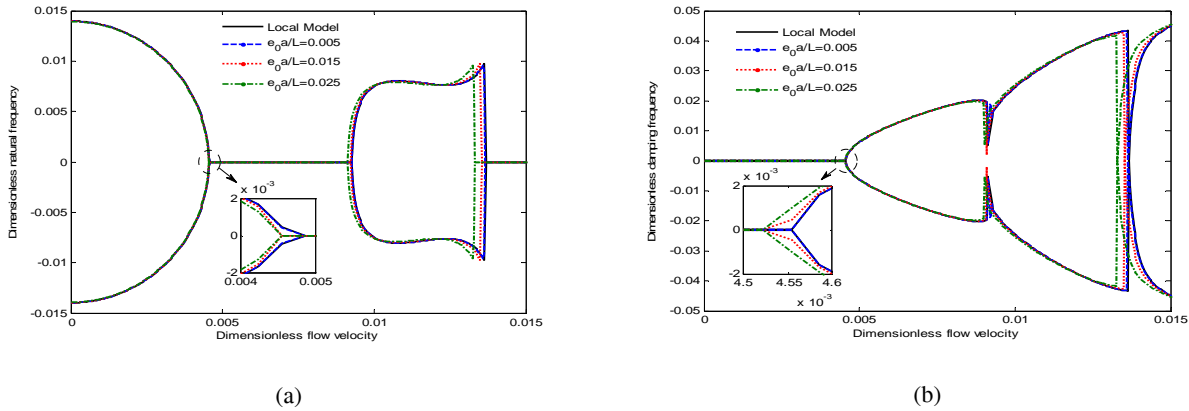 0.015
0.01
0.005
0
-0.005
-0.01
-0.015
Dimensionless natural frequency
Local Model
e0a/L=0.005
e0a/L=0.015
e0a/L=0.025
x 10-3
2
0
-2
0.004
0.005
0
0.005
0.01
0.015
Dimensionless flow velocity
(a)
0.05
0.04
0.03
0.02
0.01
0
-0.01
-0.02
-0.03
-0.04
-0.05
Dimensionless damping frequency
Local Model
e0a/L=0.005
e0a/L=0.015
e0a/L=0.025
x 10-3
2
0
-2
4.5
4.55
4.6
x 10-3
0
0.005
0.01
0.015
Dimensionless flow velocity
(b)